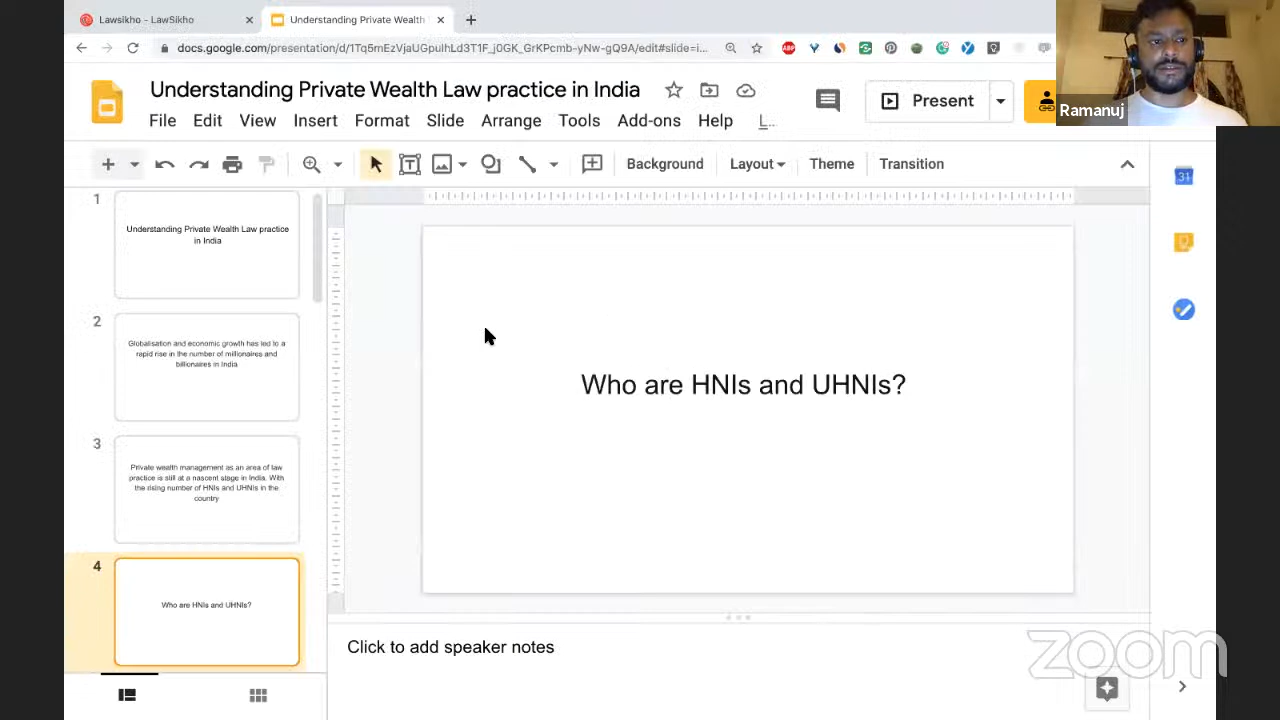 Lawsikho - LawSikho
Understanding Private Wealth
docs.google.com/presentation/d/1Tq5mEzVjaUGpulhLd3T1F_j0GK_GrKPcmb-yNw-gQ9A/edit#slide=i...
ABP
Ramanuj
Understanding Private Wealth Law practice in India
Present
File Edit View Insert Format Slide Arrange Tools Add-ons Help L...
Background Layout Theme Transition
31
1
Understanding Private Wealth Law practice
in India
2
Globalisation and economic growth has led to a
rapid rise in the number of millionaires and
billionaires in India
3
Private wealth management as an area of law
practice is still at a nascent stage in India. With
the rising number of HNIs and UHNIs in the
country
4
Who are HNIs and UHNIs?
Who are HNIs and UHNIs?
Click to add speaker notes
zoom